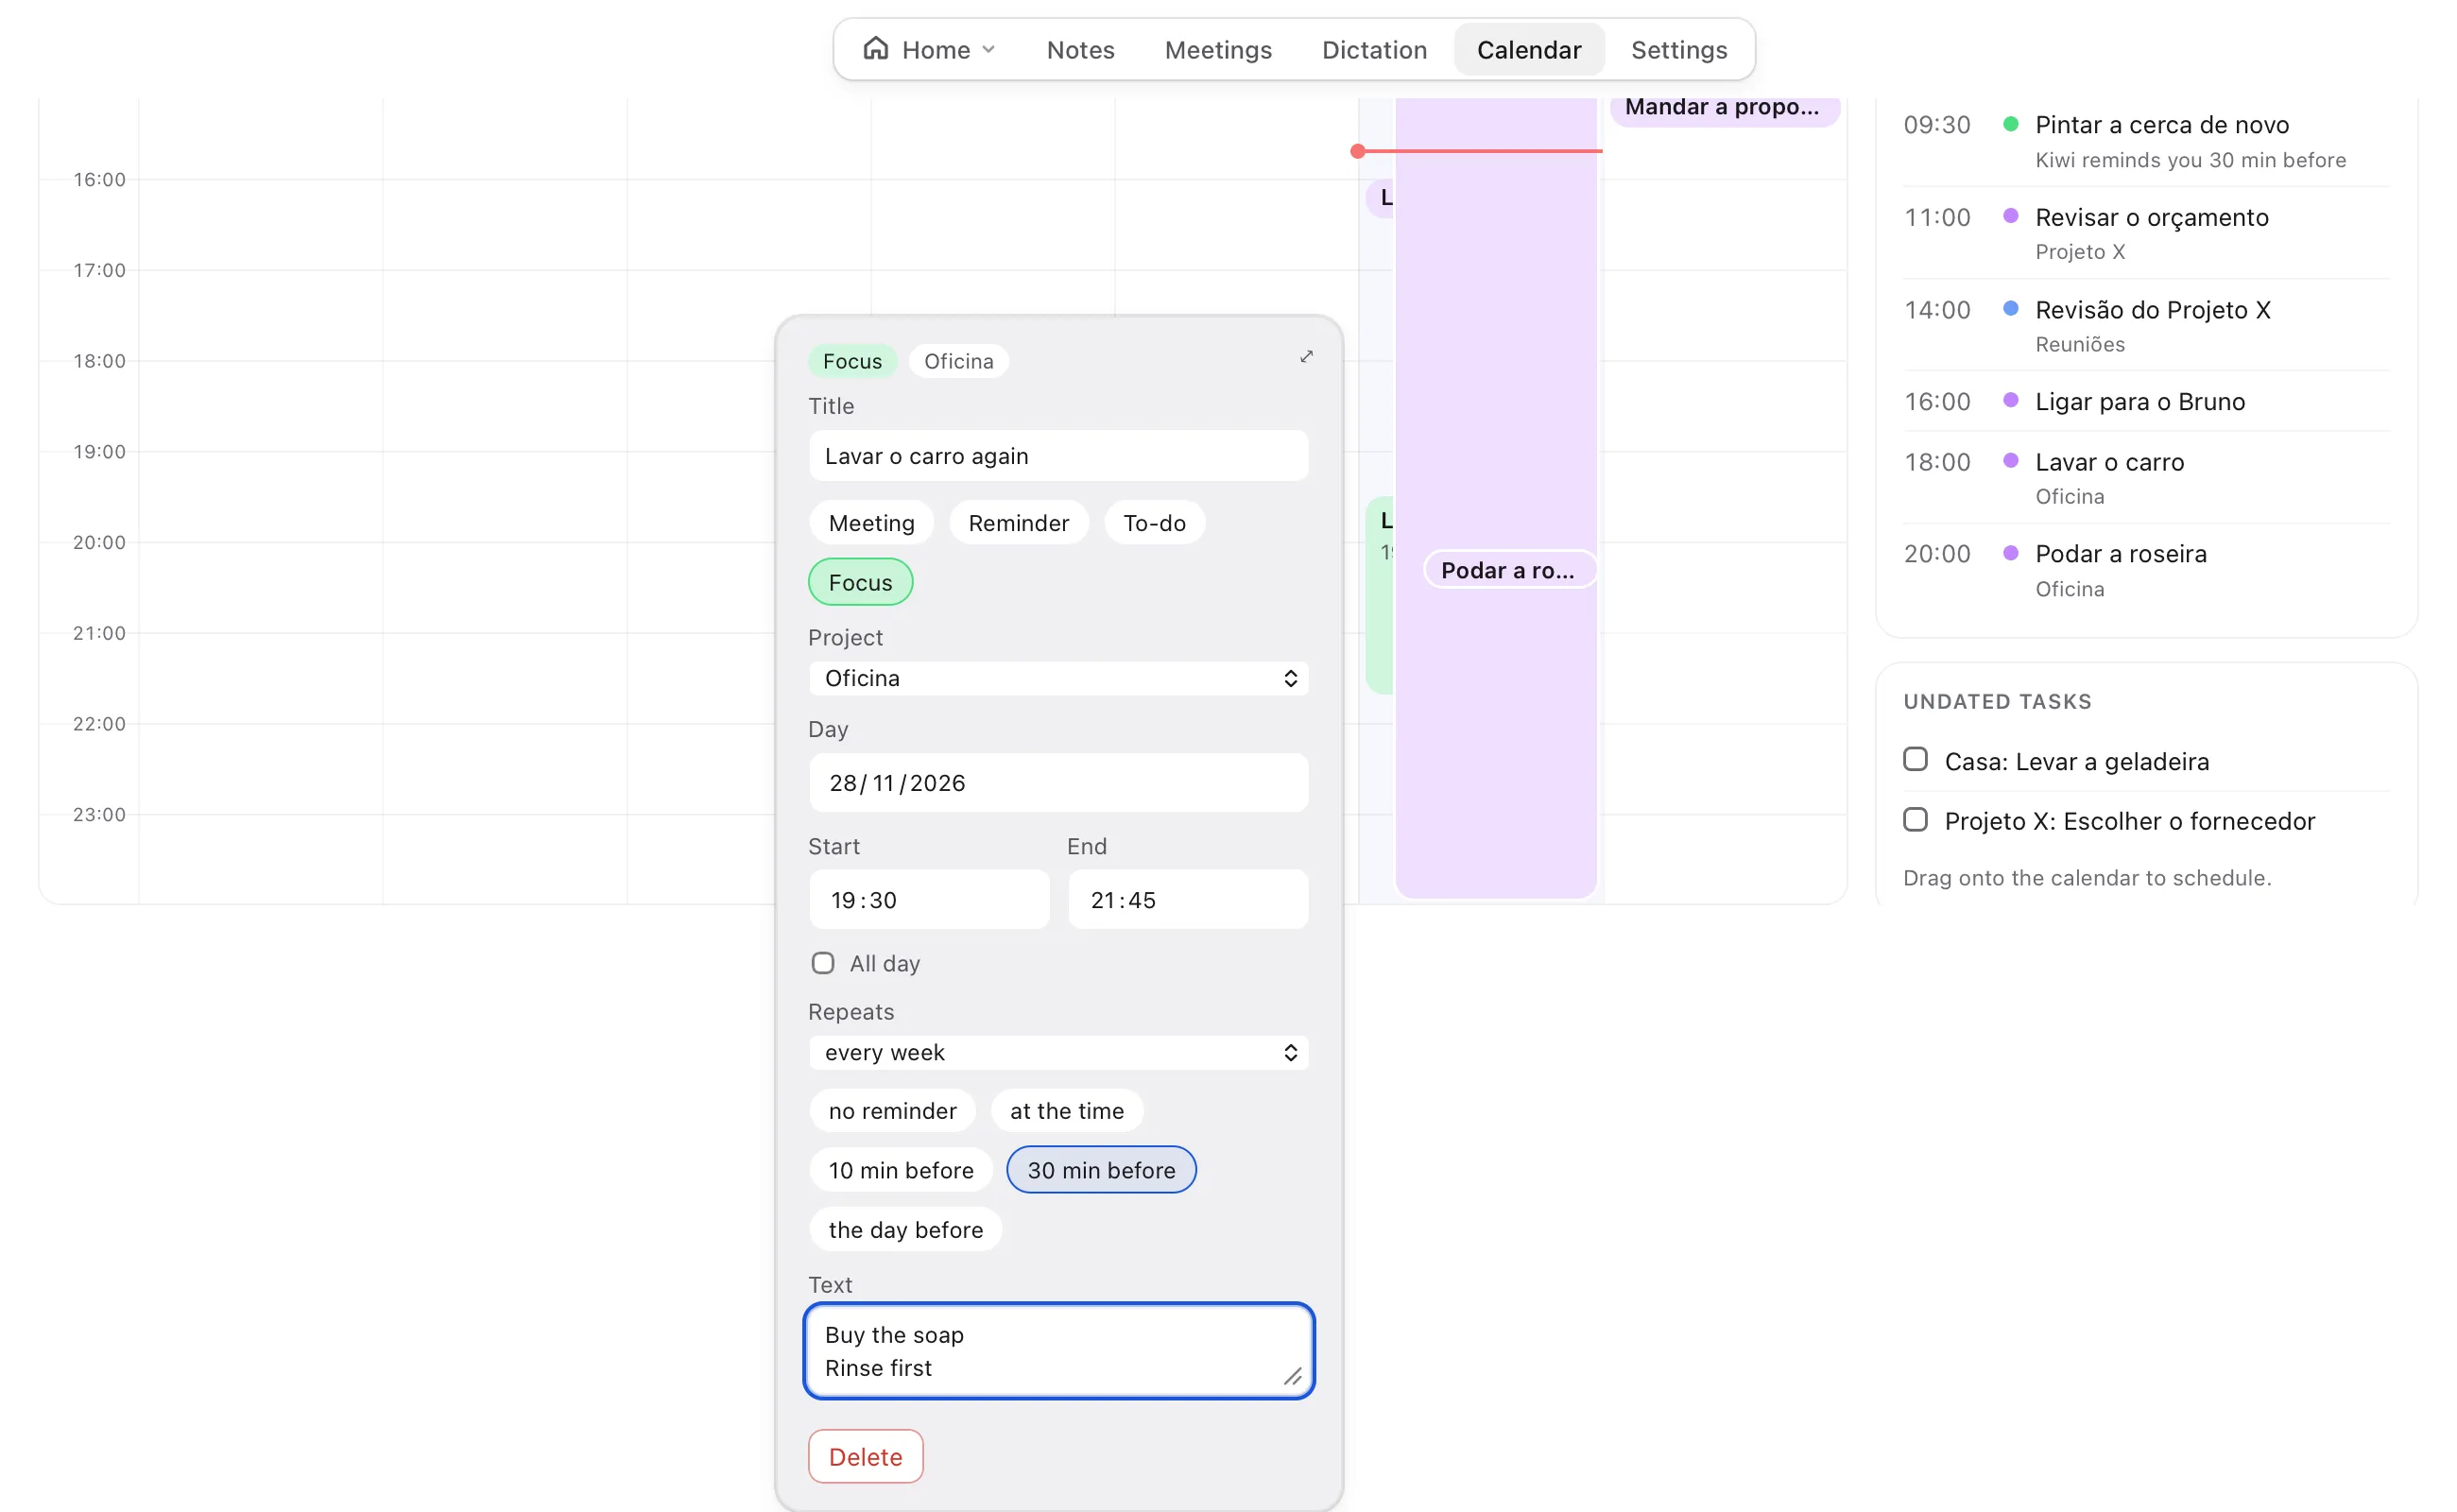 Home
Notes
Meetings
Dictation
Calendar
Settings
16:00
17:00
18:00
19:00
20:00
21:00
22:00
23:00
Mandar a propo...
L
L
Podar a ro...
Focus
Oficina
Title
Lavar o carro again
Meeting
Reminder
To-do
Focus
Project
Oficina
Day
28/11/2026
Start
End
19:30
21:45
All day
Repeats
every week
no reminder
at the time
10 min before
30 min before
the day before
Text
Buy the soap
Rinse first
Delete
09:30
Pintar a cerca de novo
Kiwi reminds you 30 min before
11:00
Revisar o orçamento
Projeto X
14:00
Revisão do Projeto X
Reuniões
16:00
Ligar para o Bruno
18:00
Lavar o carro
Oficina
20:00
Podar a roseira
Oficina
UNDATED TASKS
Casa: Levar a geladeira
Projeto X: Escolher o fornecedor
Drag onto the calendar to schedule.